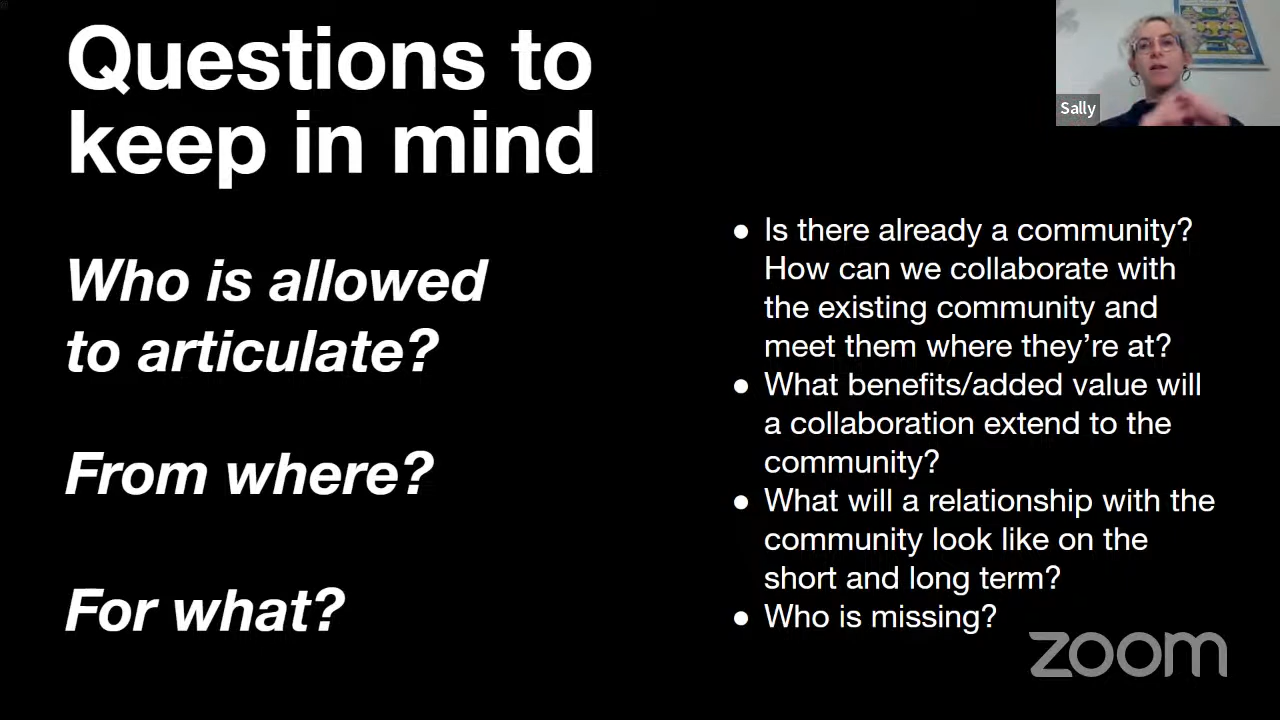 Questions to
keep in mind
Who is allowed
to articulate?
From where?
For what?
● Is there already a community?
How can we collaborate with
the existing community and
meet them where they’re at?
● What benefits/added value will
a collaboration extend to the
community?
● What will a relationship with the
community look like on the
short and long term?
● Who is missing?
Sally
zoom